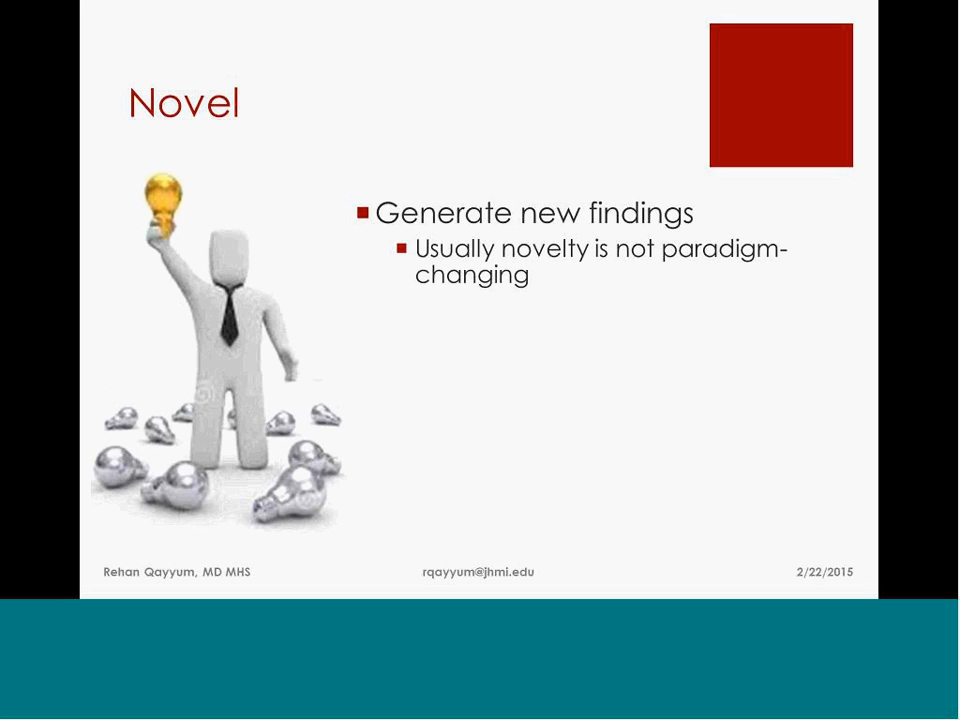 Novel
Generate new findings
Usually novelty is not paradigm-
changing
Rehan Qayyum, MD MHS
rqayyum@jhmi.edu
2/22/2015